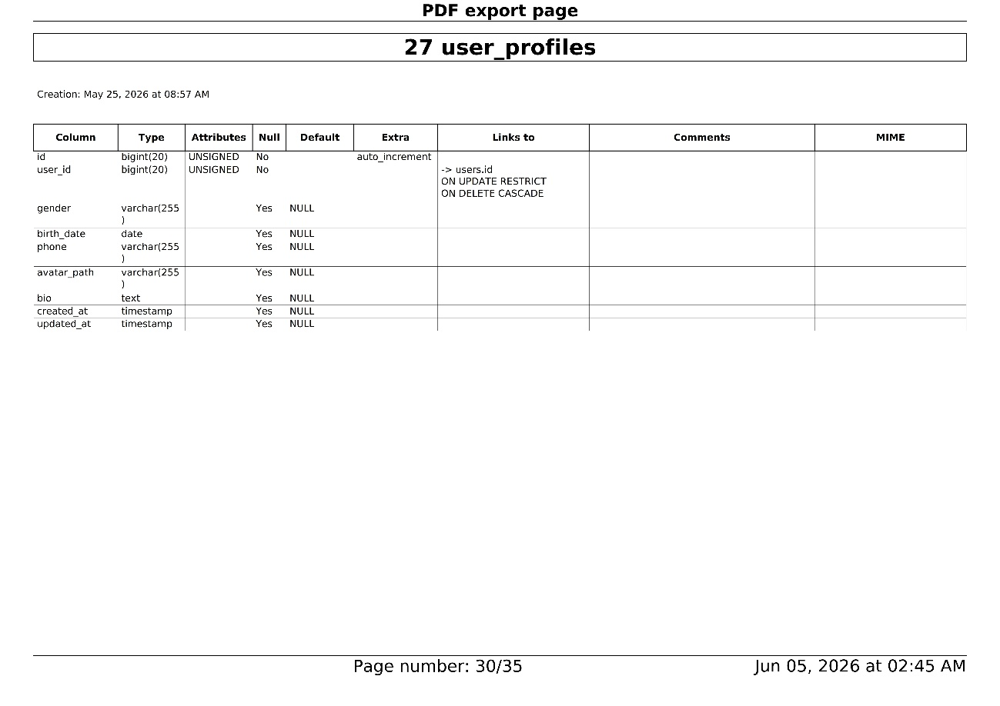 PDF export page
27 user_profiles
Creation: May 25, 2026 at 08:57 AM
Column Type Attributes Null Default Extra Links to Comments MIME
id bigint(20) UNSIGNED No auto_increment
user_id bigint(20) UNSIGNED No -> users.id
ON UPDATE RESTRICT
ON DELETE CASCADE
gender varchar(255 Yes NULL
)
birth_date date Yes NULL
phone varchar(255 Yes NULL
)
avatar_path varchar(255 Yes NULL
)
bio text Yes NULL
created_at timestamp Yes NULL
updated_at timestamp Yes NULL
Page number: 30/35 Jun 05, 2026 at 02:45 AM